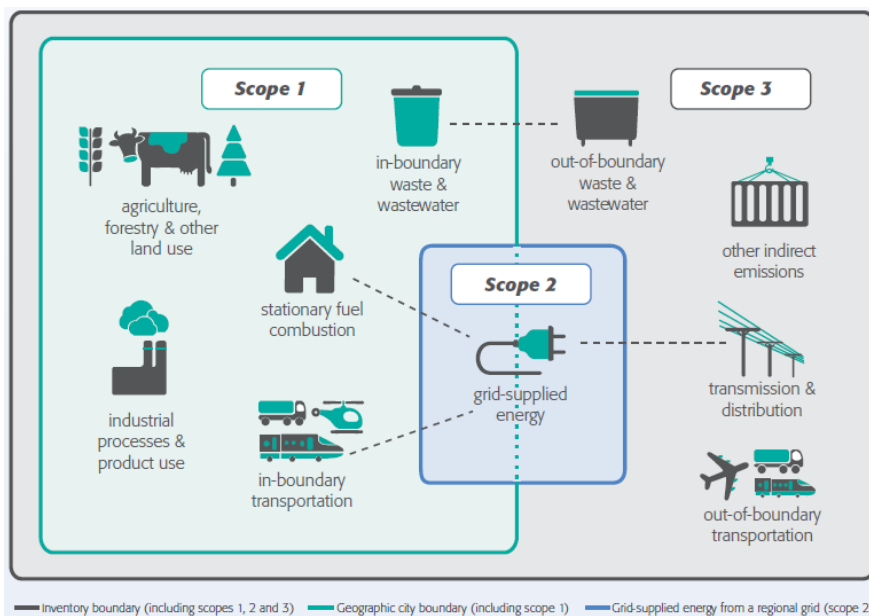 Scope 1
Scope 3
in-boundary
waste &
wastewater
out-of-boundary
waste &
wastewater
agriculture,
forestry & other
land use
other indirect
emissions
Scope 2
stationary fuel
combustion
grid-supplied
energy
transmission &
distribution
industrial
processes &
product use
in-boundary
transportation
out-of-boundary
transportation
Inventory boundary (including scopes 1, 2 and 3)
Geographic city boundary (including scope 1)
Grid-supplied energy from a regional grid (scope 2